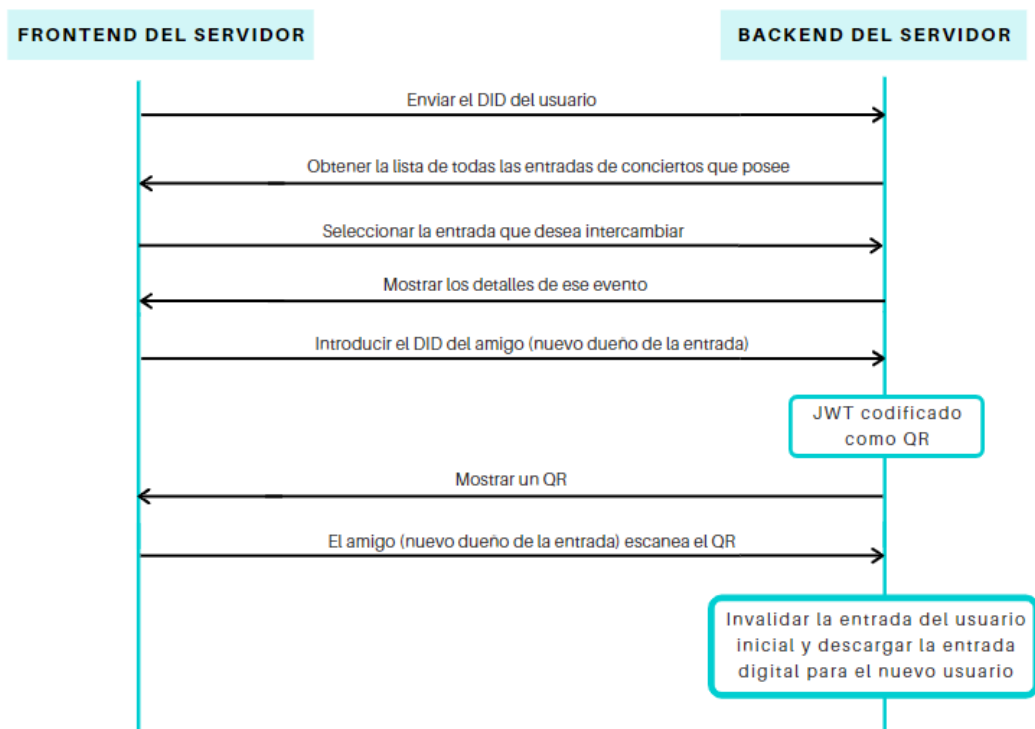 FRONTEND DEL SERVIDOR
BACKEND DEL SERVIDOR
Enviar el DID del usuario
Obtener la lista de todas las entradas de conciertos que posee
Seleccionar la entrada que desea intercambiar
Mostrar los detalles de ese evento
Introducir el DID del amigo (nuevo dueño de la entrada)
JWT codificado
como QR
Mostrar un QR
El amigo (nuevo dueño de la entrada) escanea el QR
Invalidar la entrada del usuario
inicial y descargar la entrada
digital para el nuevo usuario